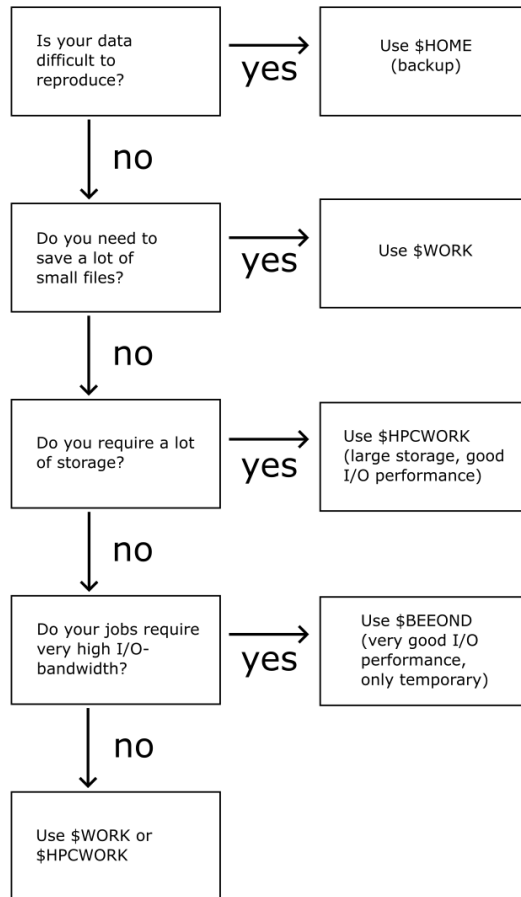 Is your data
difficult to
reproduce?
yes
Use $HOME
(backup)
no
Do you need to
save a lot of
small files?
yes
Use $WORK
no
Do you require a lot
of storage?
yes
Use $HPCWORK
(large storage, good
I/O performance)
no
Do your jobs require
very high I/O-
bandwidth?
yes
Use $BEEOND
(very good I/O
performance,
only temporary)
no
Use $WORK or
$HPCWORK